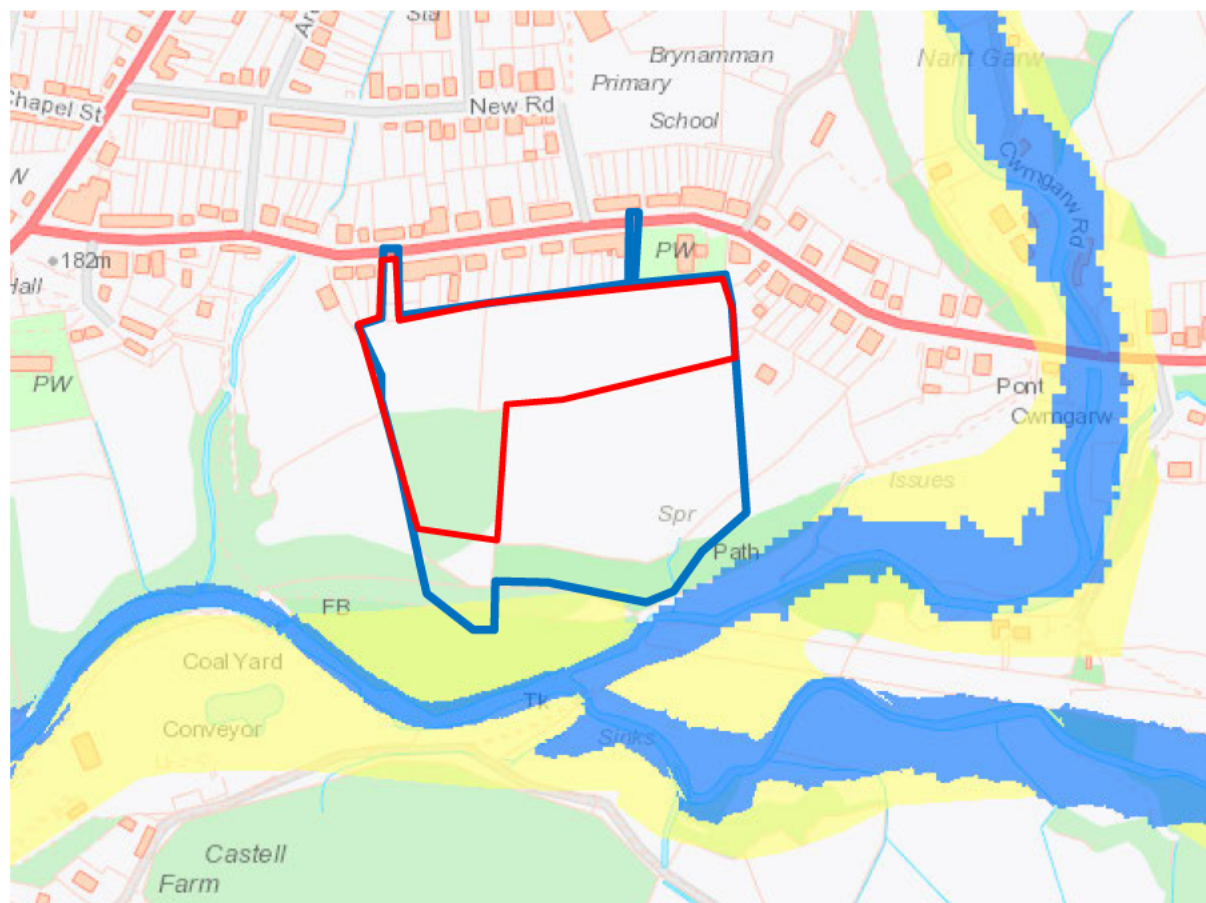 Sta
Nant Garw
Brynamman
Primary
School
Chapel St
New Rd
Cwmgarw Rd
182m
Hall
PW
PW
Pont
Cwmgarw
Issues
Spr
Path
FB
Coal Yard
Tk
Conveyor
Sinks
Castell
Farm